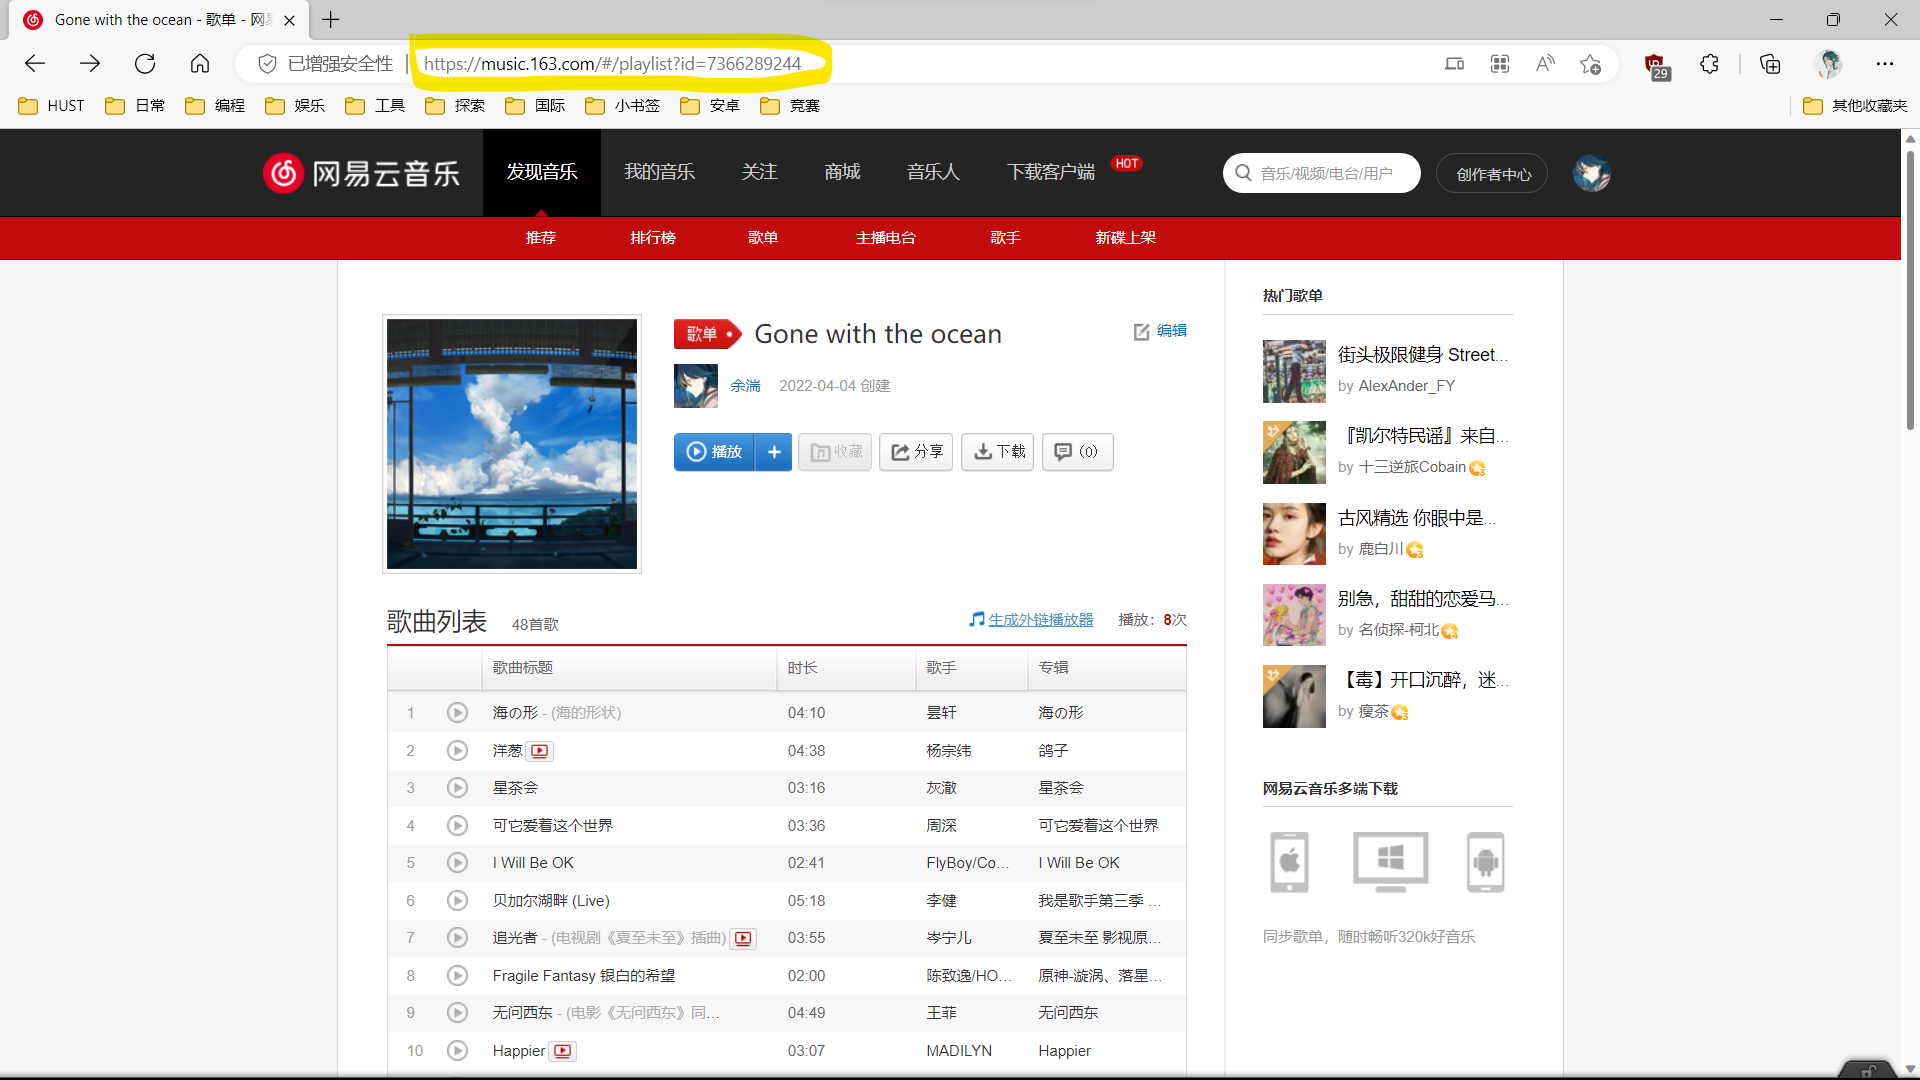 Gone with the ocean - 歌单 - 网易
已增强安全性
https://music.163.com/#/playlist?id=7366289244
29
HUST 日常 编程 娱乐 工具 探索 国际 小书签 安卓 竞赛 其他收藏夹
网易云音乐
发现音乐 我的音乐 关注 商城 音乐人 下载客户端 HOT
音乐/视频/电台/用户
创作者中心
推荐 排行榜 歌单 主播电台 歌手 新碟上架
歌单 Gone with the ocean
编辑
余湍 2022-04-04 创建
播放 + 收藏 分享 下载 (0)
歌曲列表 48首歌
生成外链播放器 播放：8次
歌曲标题 时长 歌手 专辑
1 海の形 - (海的形状) 04:10 昙轩 海の形
2 洋葱 04:38 杨宗纬 鸽子
3 星茶会 03:16 灰澈 星茶会
4 可它爱着这个世界 03:36 周深 可它爱着这个世界
5 I Will Be OK 02:41 FlyBoy/Co... I Will Be OK
6 贝加尔湖畔 (Live) 05:18 李健 我是歌手第三季 ...
7 追光者 - (电视剧《夏至未至》插曲) 03:55 岑宁儿 夏至未至 影视原...
8 Fragile Fantasy 银白的希望 02:00 陈致逸/HO... 原神-漩涡、落星...
9 无问西东 - (电影《无问西东》同... 04:49 王菲 无问西东
10 Happier 03:07 MADILYN Happier
热门歌单
街头极限健身 Street...
by AlexAnder_FY
『凯尔特民谣』来自...
by 十三逆旅Cobain
古风精选 你眼中是...
by 鹿白川
别急，甜甜的恋爱马...
by 名侦探-柯北
【毒】开口沉醉，迷...
by 瘦茶
网易云音乐多端下载
同步歌单，随时畅听320k好音乐